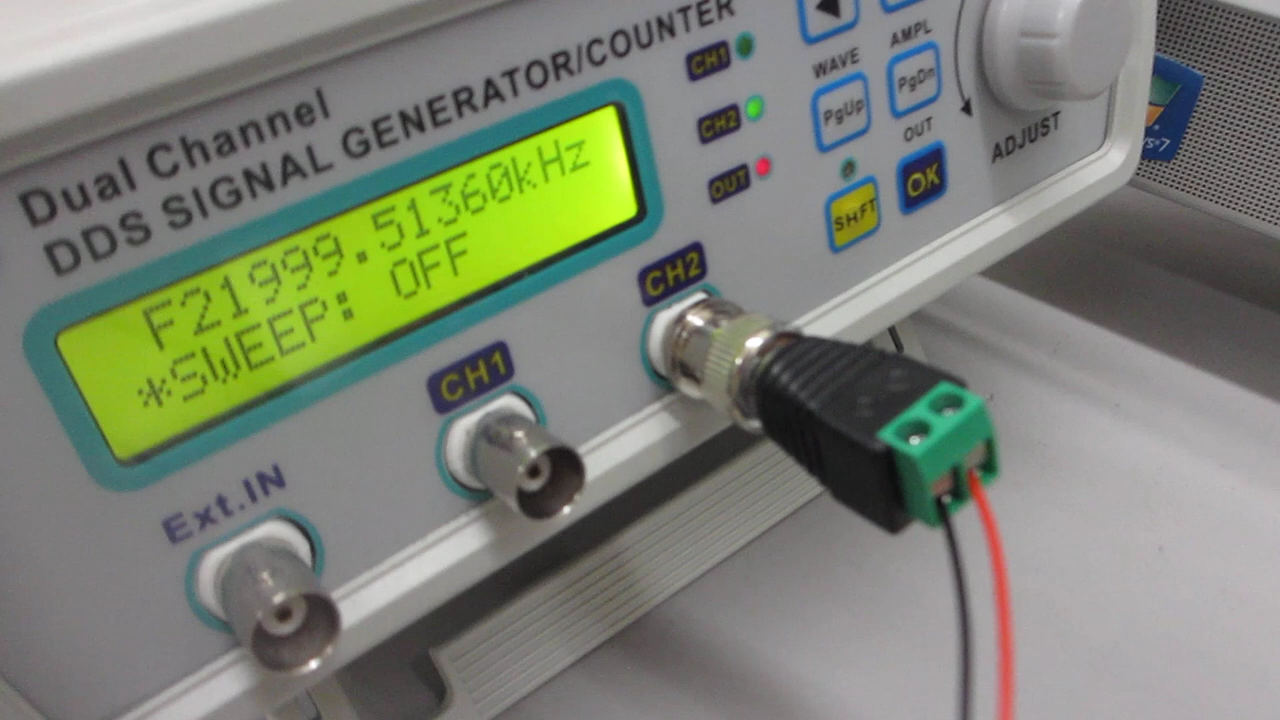 Dual Channel
DDS SIGNAL GENERATOR/COUNTER
F21999.51360kHz
*SWEEP: OFF
CH1
CH2
OUT
WAVE
AMPL
PgUp
PgDn
OUT
SHFT
OK
ADJUST
CH2
CH1
Ext.IN